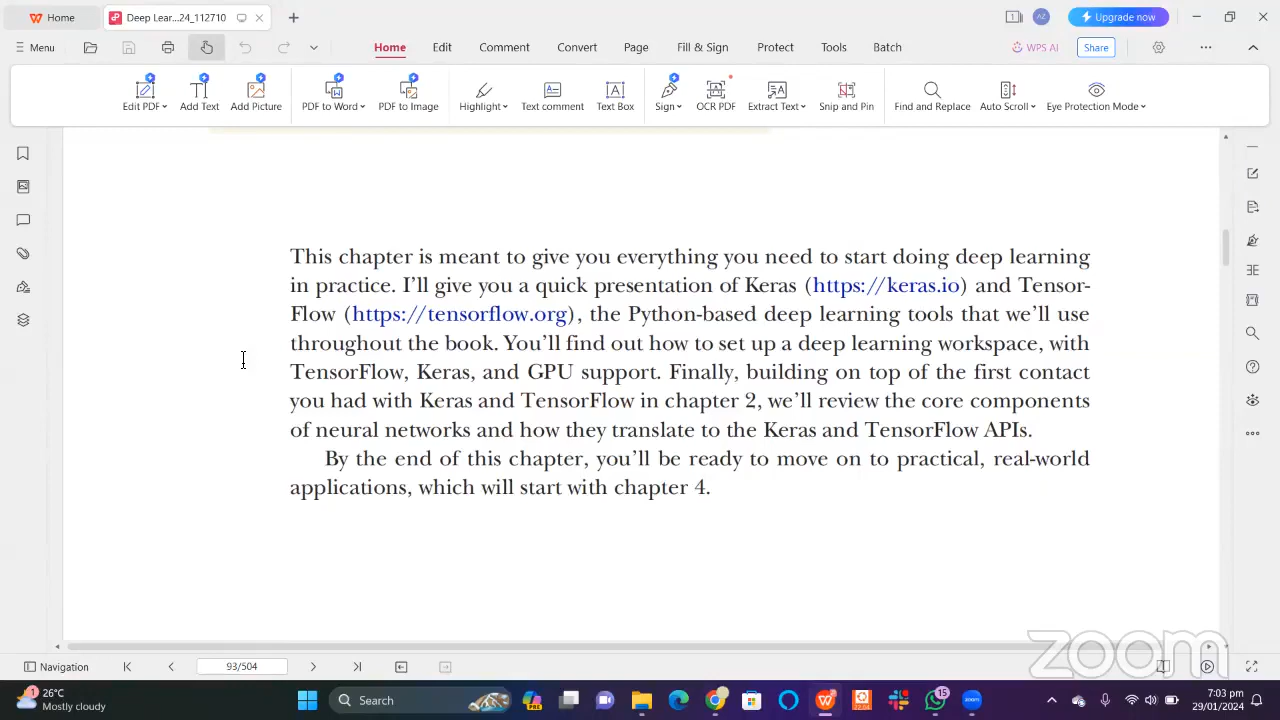 Home
Deep Lear...24_112710
Upgrade now
AZ
Menu
Home Edit Comment Convert Page Fill & Sign Protect Tools Batch
WPS AI
Share
Edit PDF Add Text Add Picture PDF to Word PDF to Image Highlight Text comment Text Box Sign OCR PDF Extract Text Snip and Pin Find and Replace Auto Scroll Eye Protection Mode
This chapter is meant to give you everything you need to start doing deep learning
in practice. I'll give you a quick presentation of Keras (https://keras.io) and Tensor-
Flow (https://tensorflow.org), the Python-based deep learning tools that we'll use
throughout the book. You'll find out how to set up a deep learning workspace, with
TensorFlow, Keras, and GPU support. Finally, building on top of the first contact
you had with Keras and TensorFlow in chapter 2, we'll review the core components
of neural networks and how they translate to the Keras and TensorFlow APIs.
By the end of this chapter, you'll be ready to move on to practical, real-world
applications, which will start with chapter 4.
zoom
Navigation
93/504
1
26°C
Mostly cloudy
Search
PRE
22.04
15
7:03 pm
29/01/2024